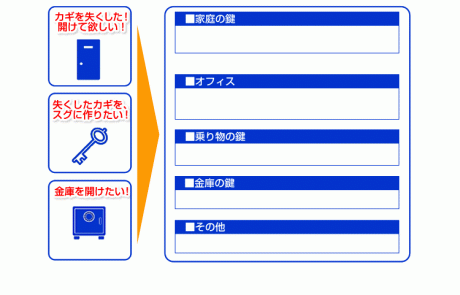 カギを失くした!
開けて欲しい!
失くしたカギを、
スグに作りたい!
金庫を開けたい!
■家庭の鍵
■オフィス
■乗り物の鍵
■金庫の鍵
■その他